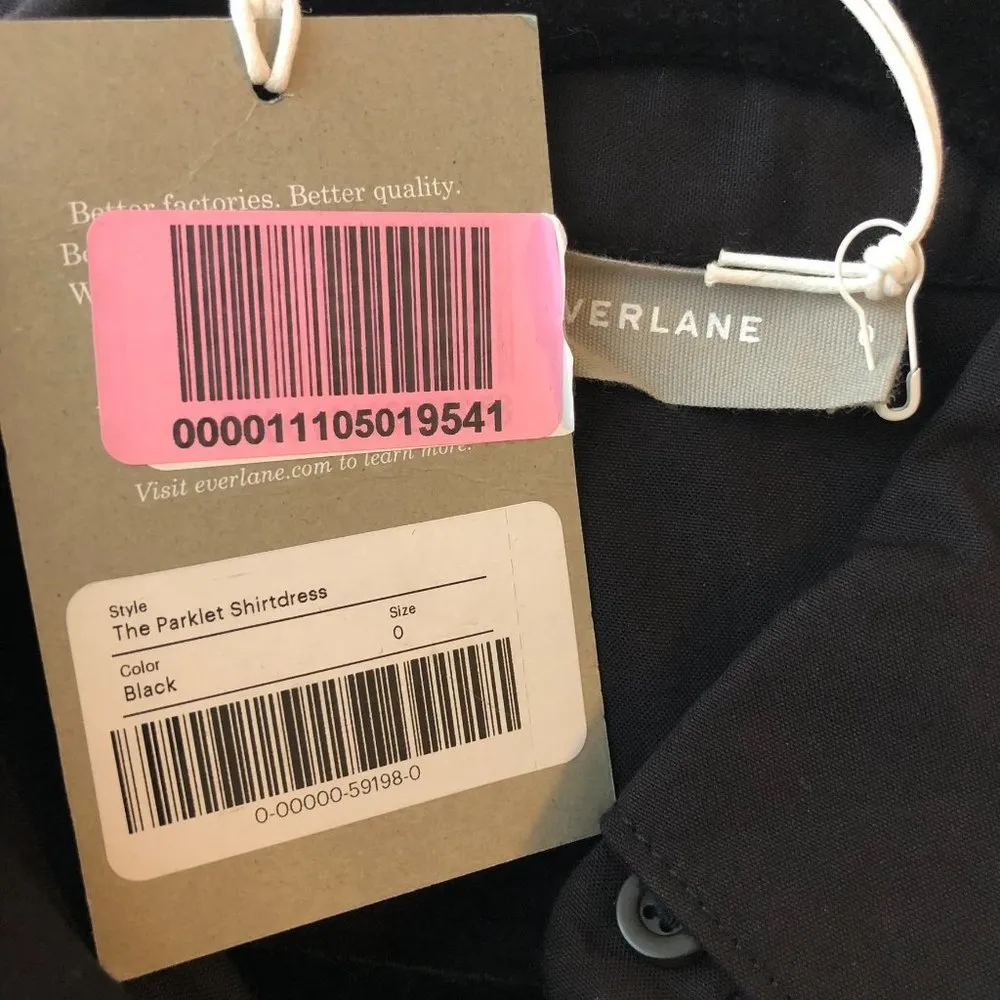 Better factories. Better quality.
000011105019541
Visit everlane.com to learn more.
Style
The Parklet Shirtdress
Size
0
Color
Black
0-00000-59198-0
VERLANE